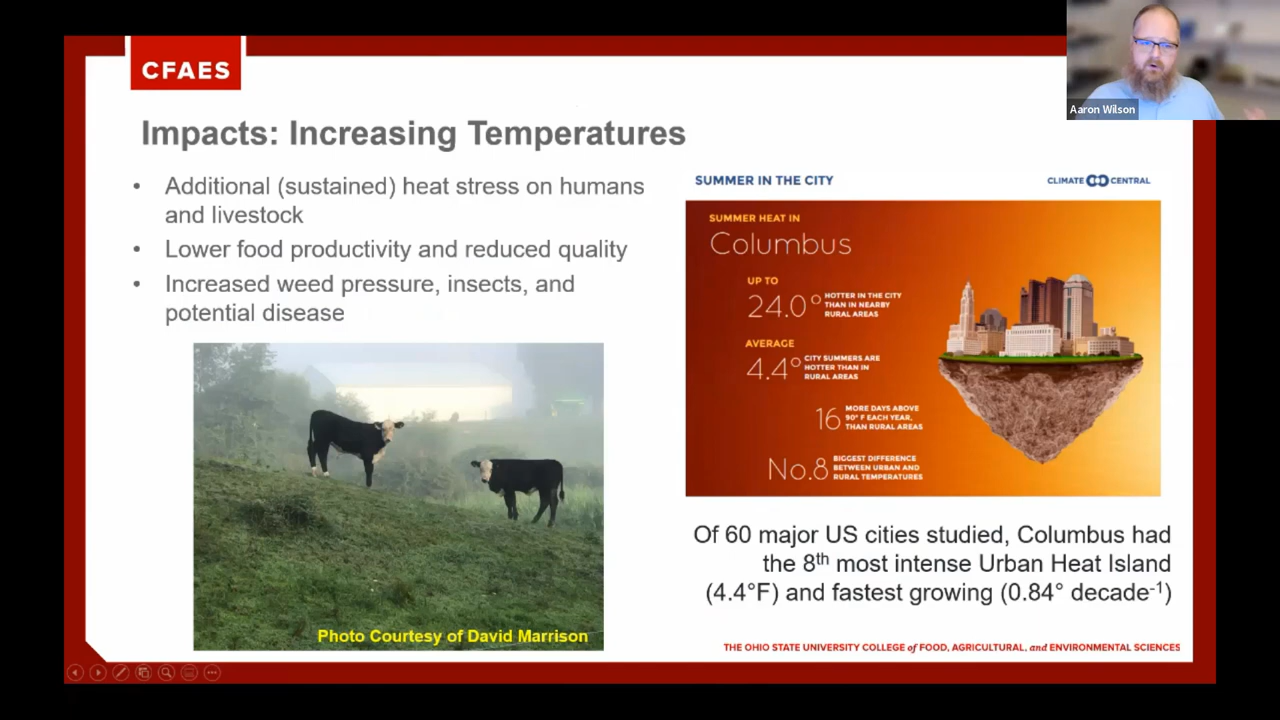 CFAES
Aaron Wilson
Impacts: Increasing Temperatures
• Additional (sustained) heat stress on humans
and livestock
• Lower food productivity and reduced quality
• Increased weed pressure, insects, and
potential disease
Photo Courtesy of David Marrison
SUMMER IN THE CITY
CLIMATE CENTRAL
SUMMER HEAT IN
Columbus
UP TO
24.0° HOTTER IN THE CITY
THAN IN NEARBY
RURAL AREAS
AVERAGE
4.4° CITY SUMMERS ARE
HOTTER THAN IN
RURAL AREAS
16 MORE DAYS ABOVE
90° F EACH YEAR,
THAN RURAL AREAS
No.8 BIGGEST DIFFERENCE
BETWEEN URBAN AND
RURAL TEMPERATURES
Of 60 major US cities studied, Columbus had
the 8th most intense Urban Heat Island
(4.4°F) and fastest growing (0.84° decade-1)
THE OHIO STATE UNIVERSITY COLLEGE of FOOD, AGRICULTURAL, and ENVIRONMENTAL SCIENCES